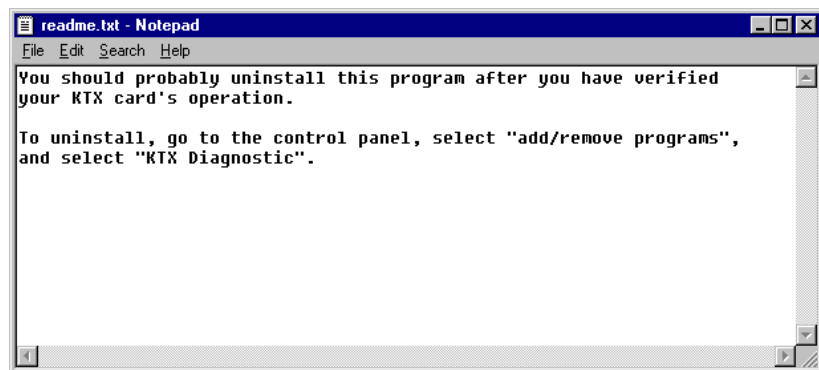 readme.txt - Notepad
File Edit Search Help
You should probably uninstall this program after you have verified
your KTX card's operation.
To uninstall, go to the control panel, select "add/remove programs",
and select "KTX Diagnostic".